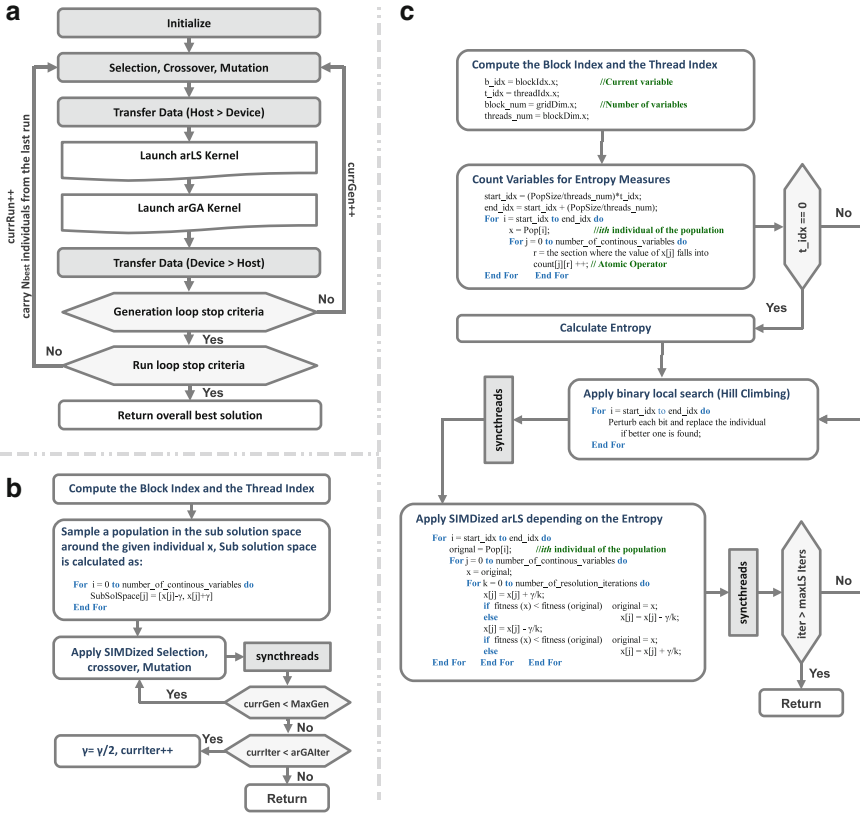 a
Initialize
Selection, Crossover, Mutation
Transfer Data (Host > Device)
Launch arLS Kernel
Launch arGA Kernel
Transfer Data (Device > Host)
Generation loop stop criteria
No
Yes
Run loop stop criteria
No
Yes
Return overall best solution
currRun++
carry Nbest individuals from the last run
currGen++
b
Compute the Block Index and the Thread Index
Sample a population in the sub solution space
around the given individual x, Sub solution space
is calculated as:
For i = 0 to number_of_continous_variables do
SubSolSpace[j] = [x[j]-γ, x[j]+γ]
End For
Apply SIMDized Selection,
crossover, Mutation
syncthreads
Yes
currGen < MaxGen
No
γ= γ/2, currIter++
Yes
currIter < arGAIter
No
Return
c
Compute the Block Index and the Thread Index
b_idx = blockIdx.x; //Current variable
t_idx = threadIdx.x;
block_num = gridDim.x; //Number of variables
threads_num = blockDim.x;
Count Variables for Entropy Measures
start_idx = (PopSize/threads_num)*t_idx;
end_idx = start_idx + (PopSize/threads_num);
For i = start_idx to end_idx do
x = Pop[i]; //ith individual of the population
For j = 0 to number_of_continous_variables do
r = the section where the value of x[j] falls into
count[j][r] ++; // Atomic Operator
End For End For
t_idx == 0
No
Yes
Calculate Entropy
Apply binary local search (Hill Climbing)
For i = start_idx to end_idx do
Perturb each bit and replace the individual
if better one is found;
End For
syncthreads
Apply SIMDized arLS depending on the Entropy
For i = start_idx to end_idx do
orignal = Pop[i]; //ith individual of the population
For j = 0 to number_of_continous_variables do
x = original;
For k = 0 to number_of_resolution_iterations do
x[j] = x[j] + γ/k;
if fitness (x) < fitness (original) original = x;
else x[j] = x[j] - γ/k;
x[j] = x[j] - γ/k;
if fitness (x) < fitness (original) original = x;
else x[j] = x[j] + γ/k;
End For End For End For
syncthreads
iter > maxLS Iters
No
Yes
Return